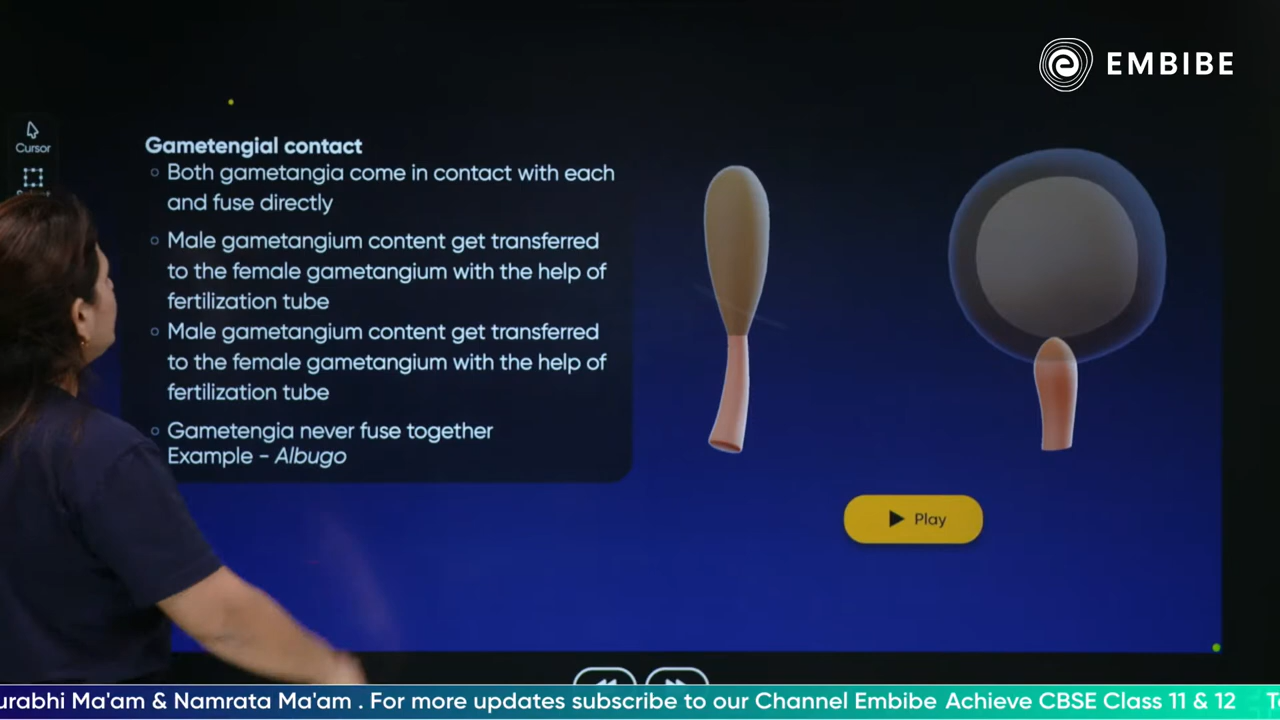 EMBIBE
Cursor
Gametengial contact
Both gametangia come in contact with each
and fuse directly
Male gametangium content get transferred
to the female gametangium with the help of
fertilization tube
Male gametangium content get transferred
to the female gametangium with the help of
fertilization tube
Gametengia never fuse together
Example - Albugo
Play
Ma'am & Namrata Ma'am . For more updates subscribe to our Channel Embibe Achieve CBSE Class 11 & 12